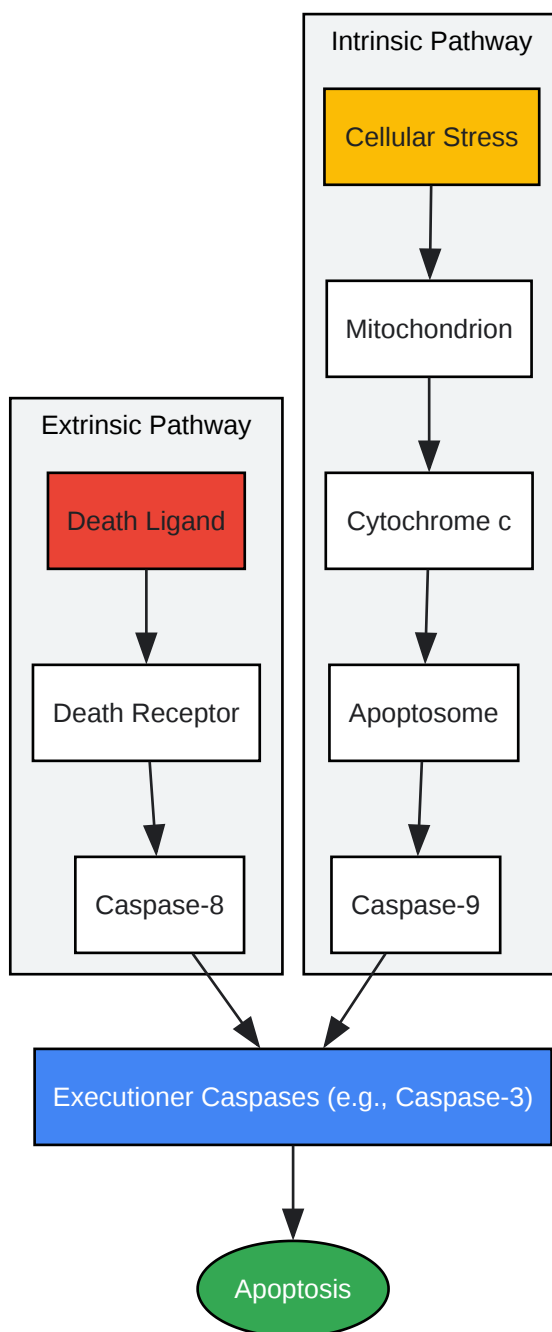 Intrinsic Pathway
Cellular Stress
Mitochondrion
Extrinsic Pathway
Death Ligand
Cytochrome c
Death Receptor
Apoptosome
Caspase-8
Caspase-9
Executioner Caspases (e.g., Caspase-3)
Apoptosis